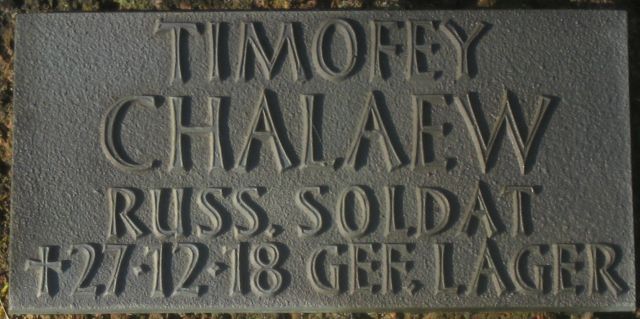 TIMOFEY
CHALAEW
RUSS. SOLDAT
†27·12·18 GEF. LAGER